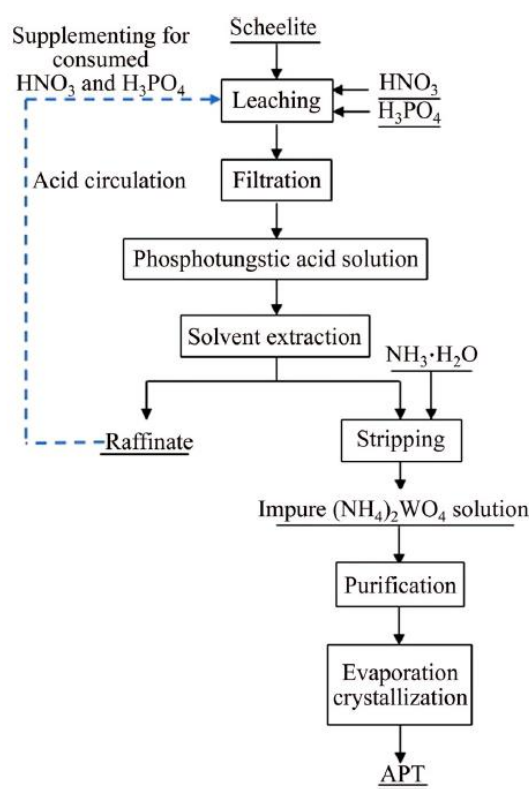 Supplementing for
consumed
HNO₃ and H₃PO₄
Scheelite
Leaching
HNO₃
H₃PO₄
Acid circulation
Filtration
Phosphotungstic acid solution
Solvent extraction
NH₃·H₂O
Raffinate
Stripping
Impure (NH₄)₂WO₄ solution
Purification
Evaporation
crystallization
APT